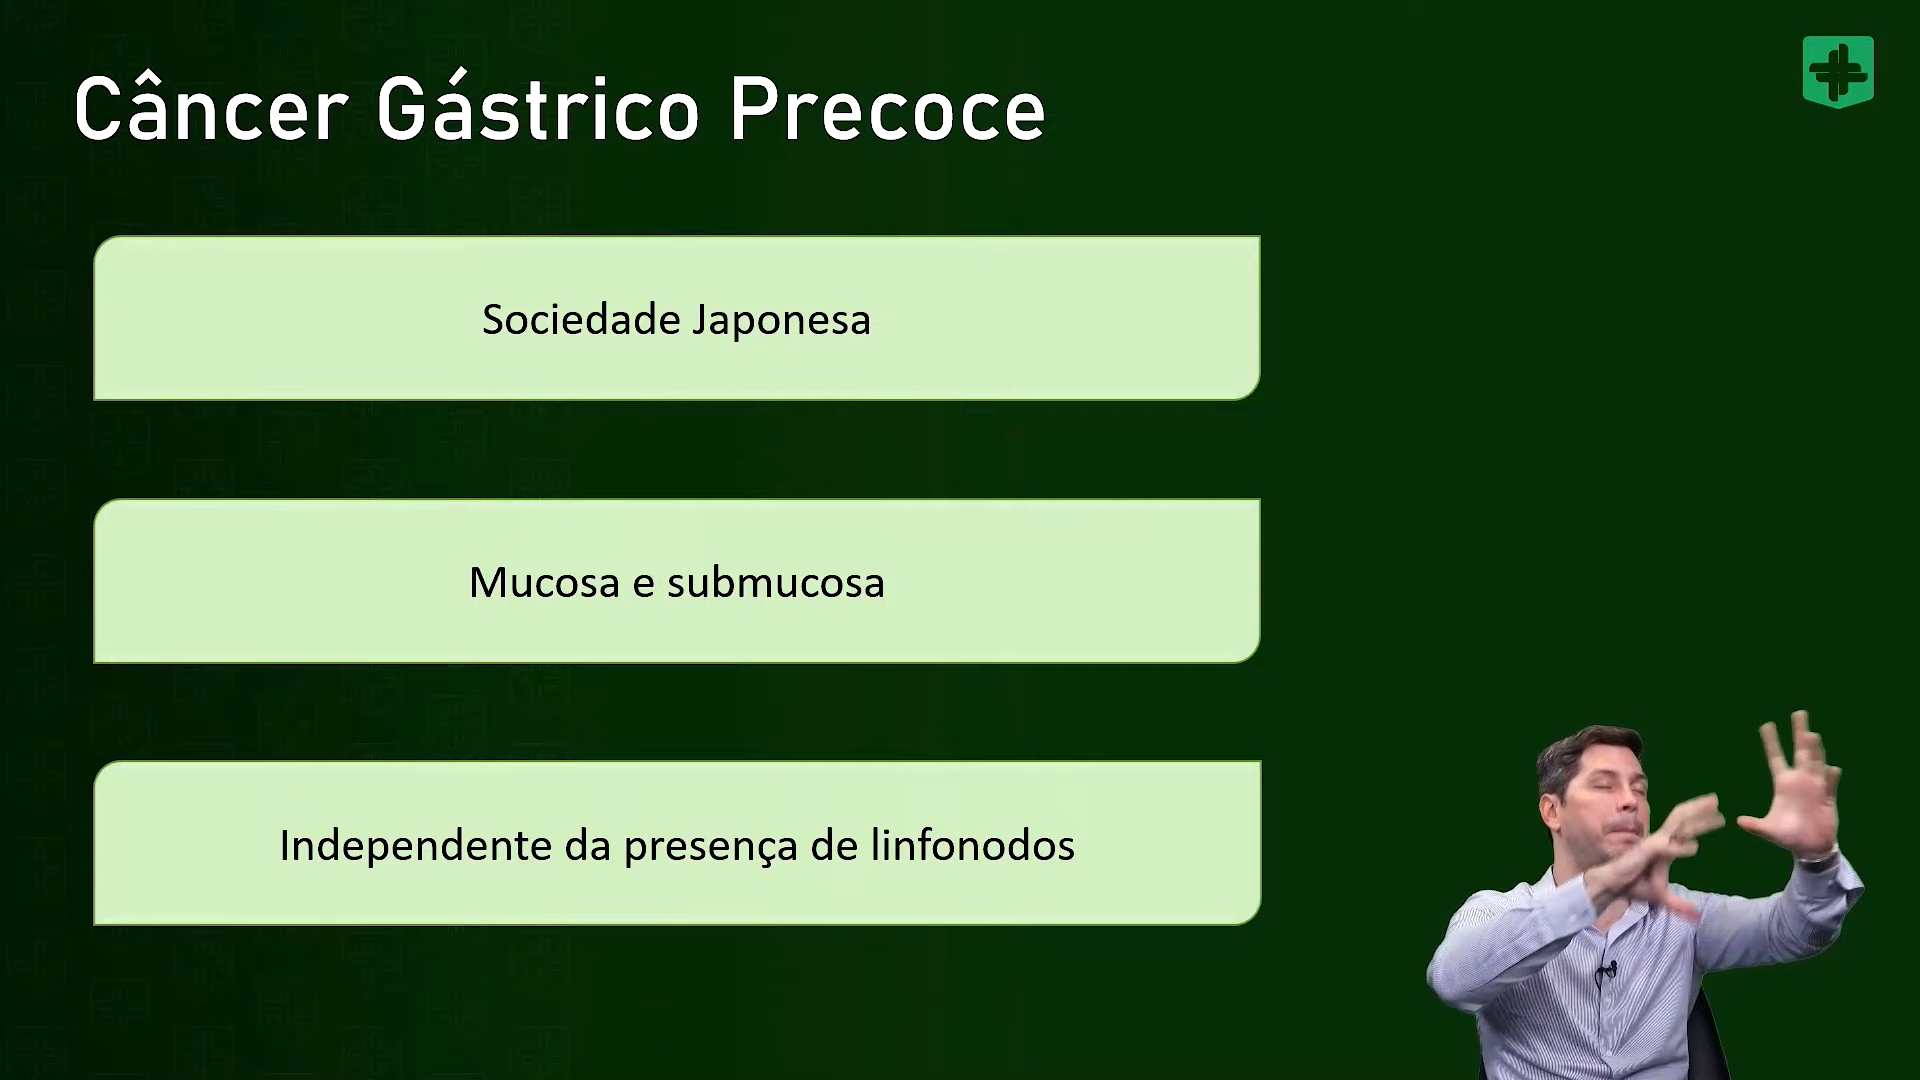 Câncer Gástrico Precoce
Sociedade Japonesa
Mucosa e submucosa
Independente da presença de linfonodos